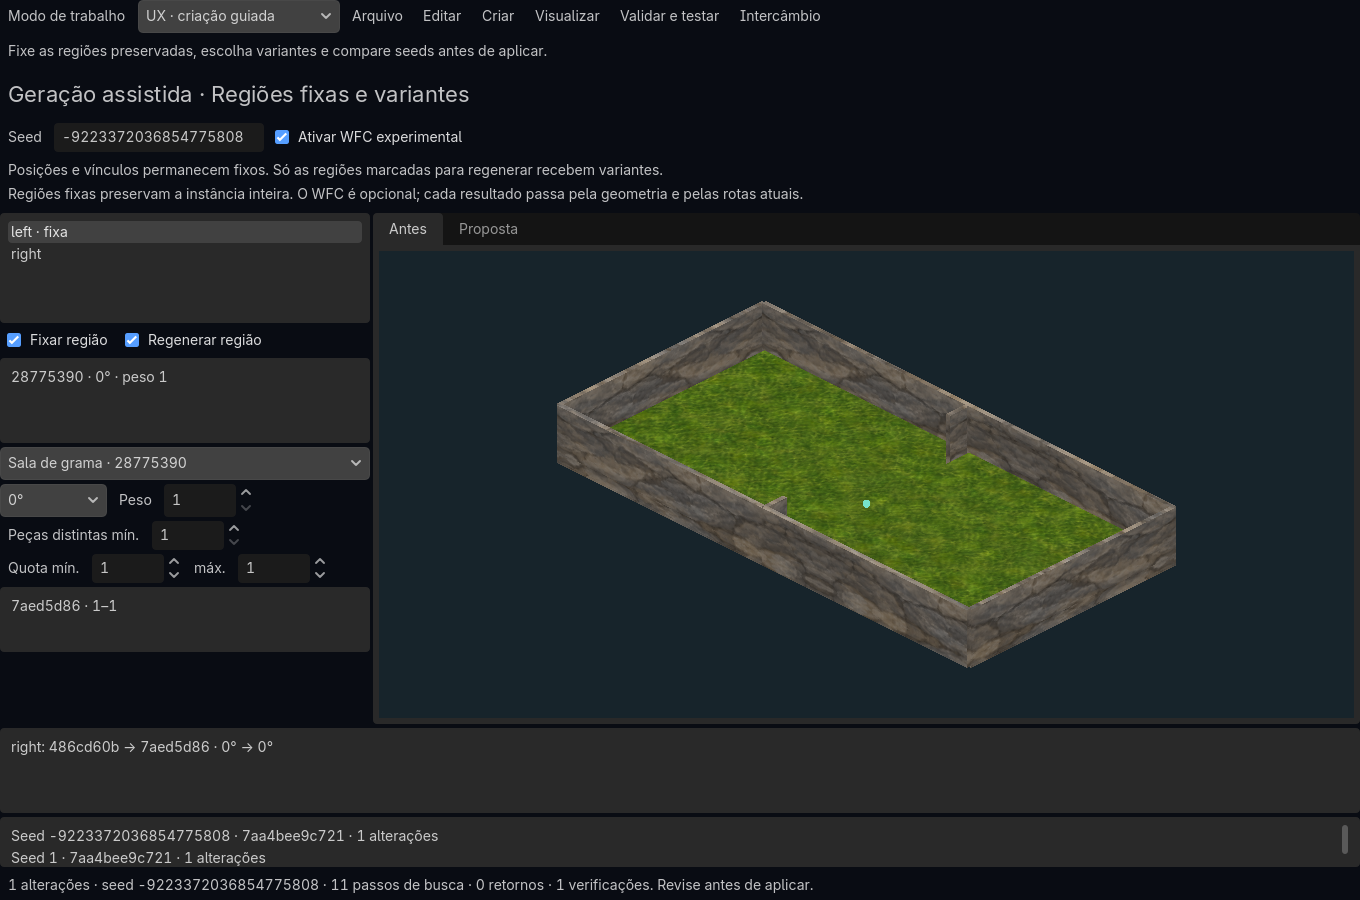 Modo de trabalho UX · criação guiada Arquivo Editar Criar Visualizar Validar e testar Intercâmbio
Fixe as regiões preservadas, escolha variantes e compare seeds antes de aplicar.
Geração assistida · Regiões fixas e variantes
Seed -9223372036854775808 Ativar WFC experimental
Posições e vínculos permanecem fixos. Só as regiões marcadas para regenerar recebem variantes.
Regiões fixas preservam a instância inteira. O WFC é opcional; cada resultado passa pela geometria e pelas rotas atuais.
left · fixa
right
Fixar região Regenerar região
28775390 · 0° · peso 1
Sala de grama · 28775390
0° Peso 1
Peças distintas mín. 1
Quota mín. 1 máx. 1
7aed5d86 · 1–1
Antes Proposta
right: 486cd60b → 7aed5d86 · 0° → 0°
Seed -9223372036854775808 · 7aa4bee9c721 · 1 alterações
Seed 1 · 7aa4bee9c721 · 1 alterações
1 alterações · seed -9223372036854775808 · 11 passos de busca · 0 retornos · 1 verificações. Revise antes de aplicar.